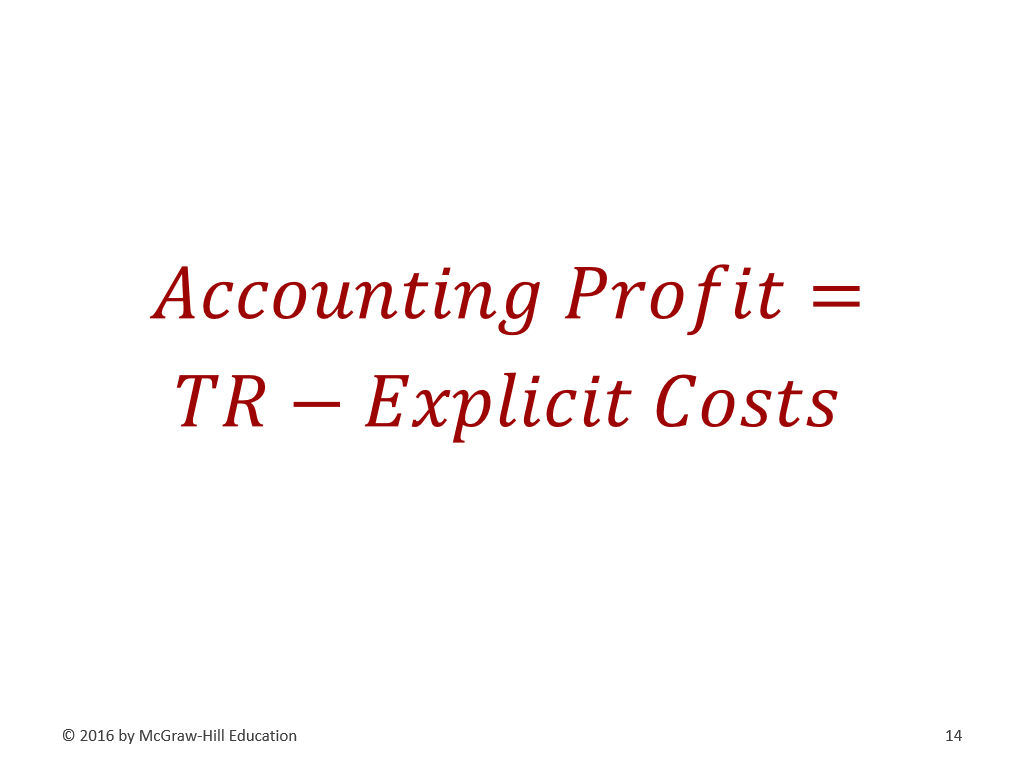 Accounting Profit =
TR − Explicit Costs
© 2016 by McGraw-Hill Education
14